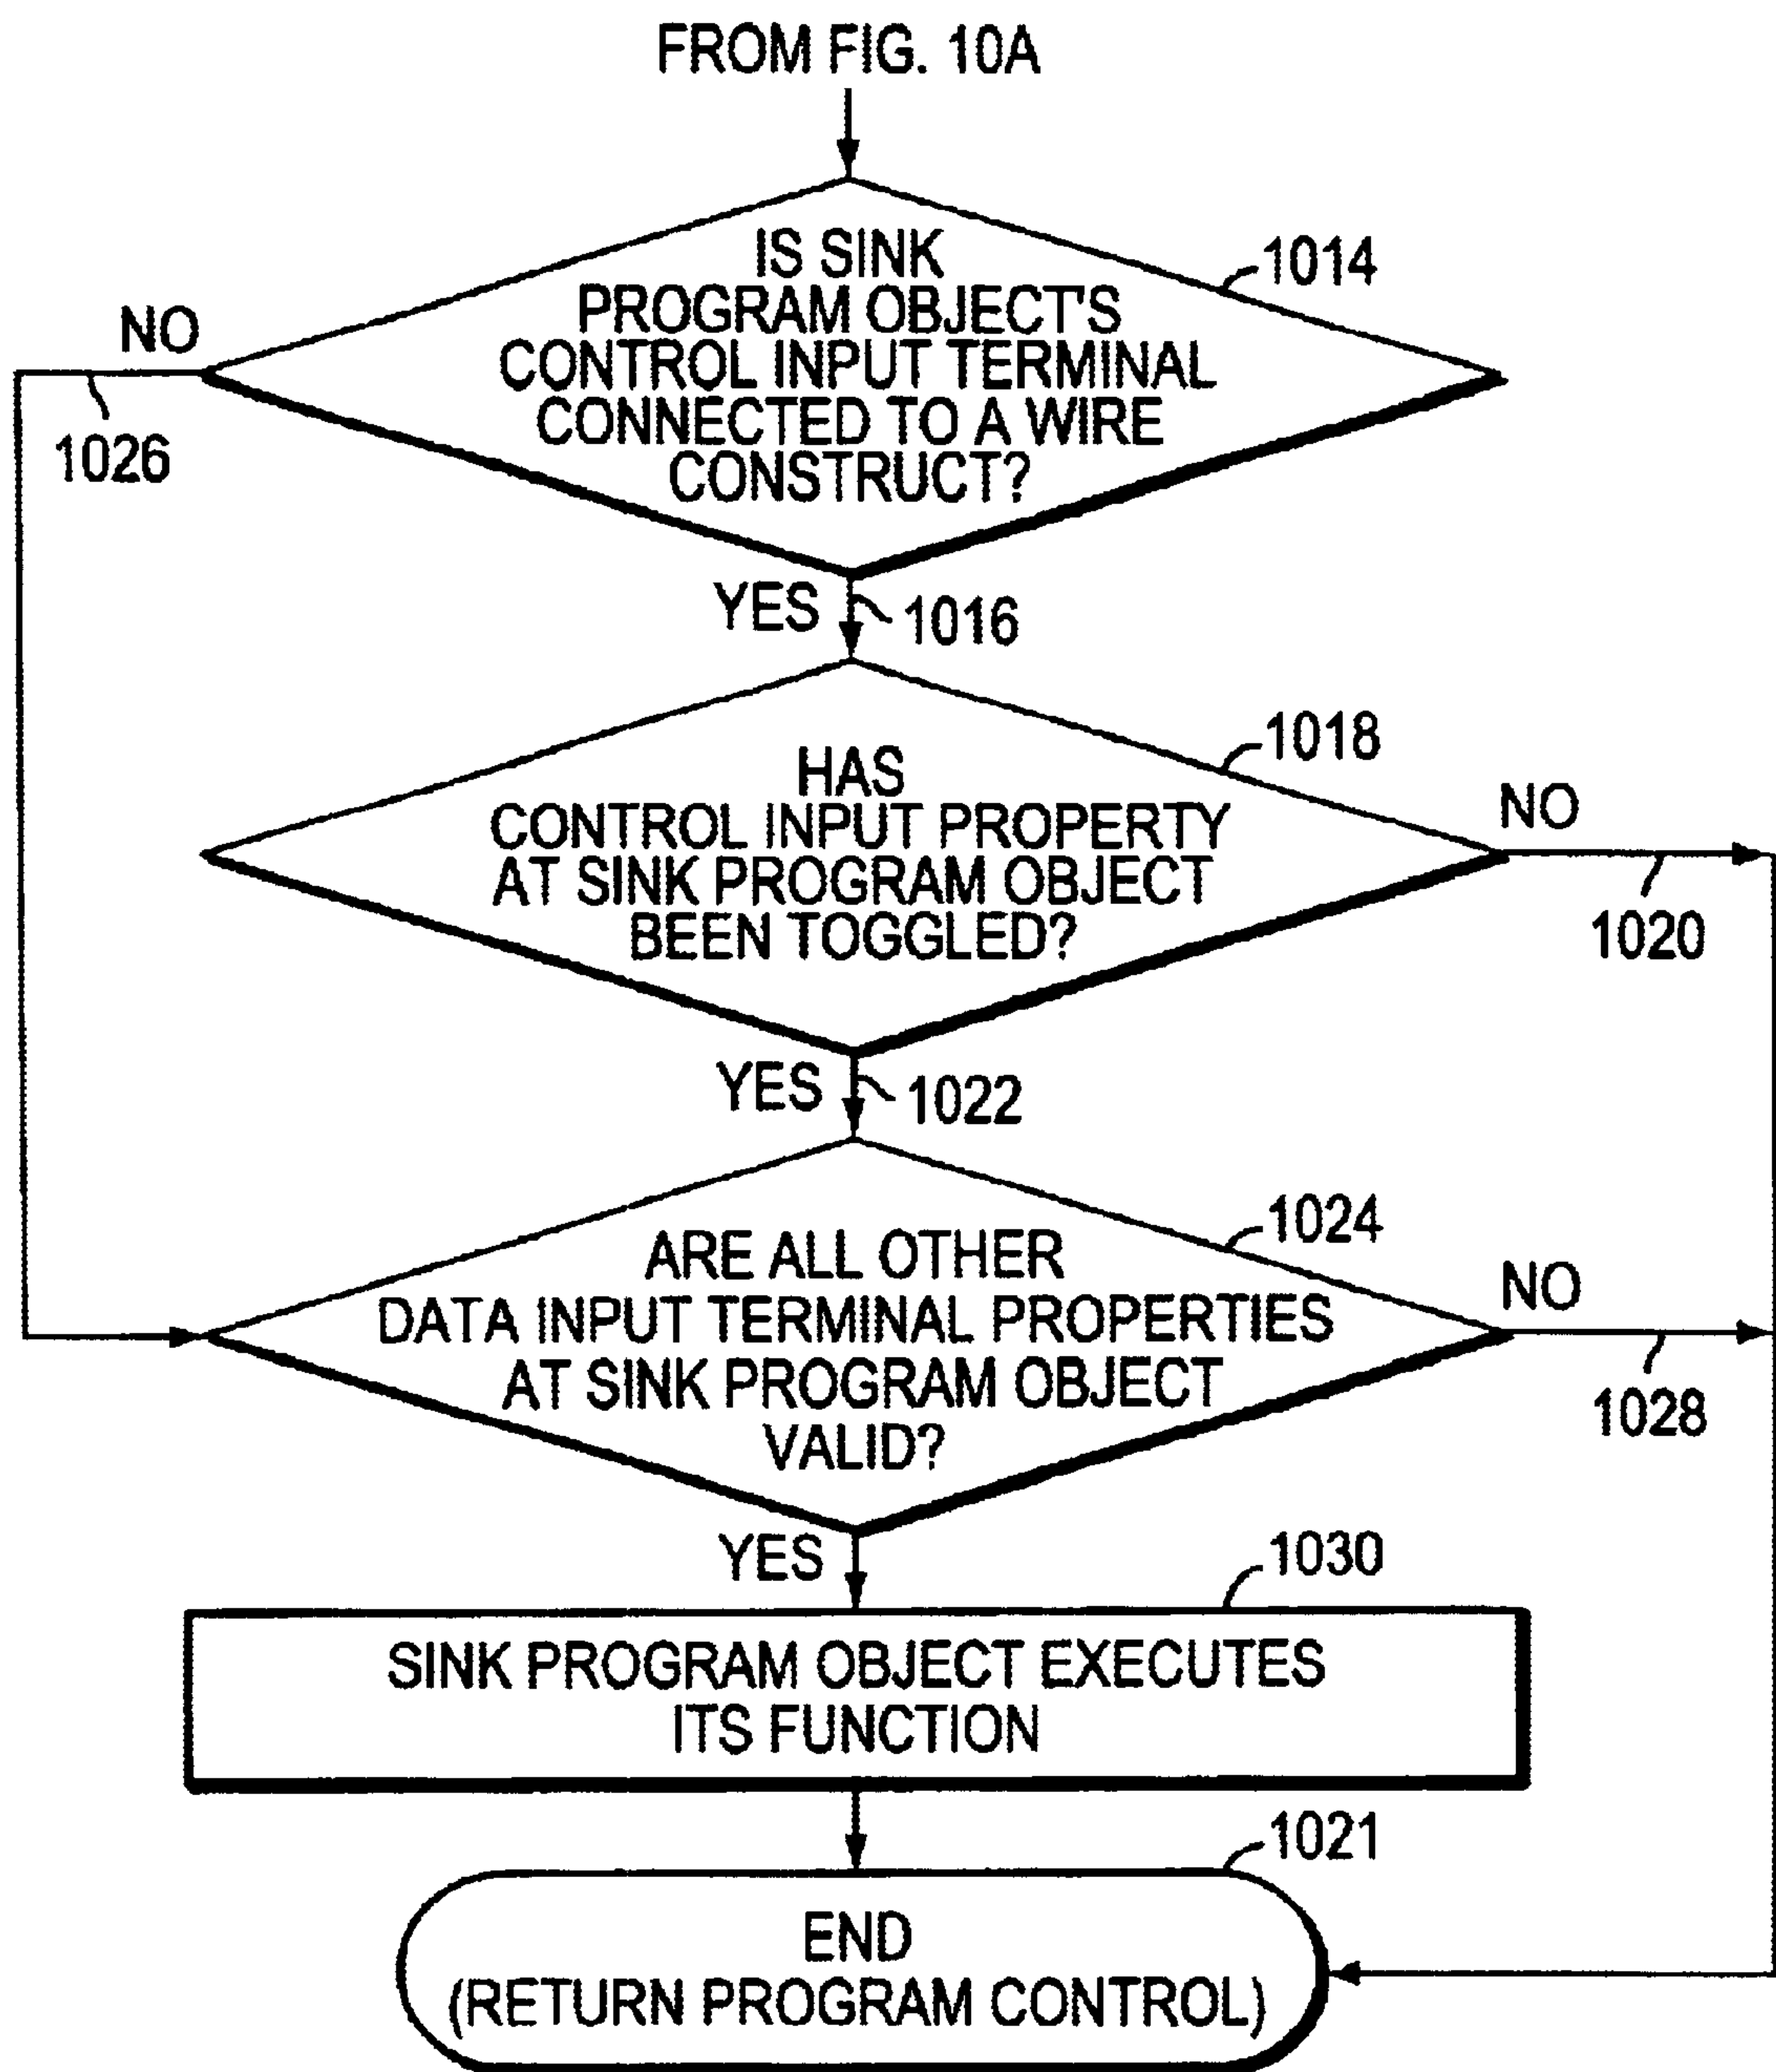 FROM FIG. 10A
IS SINK
PROGRAM OBJECT'S
CONTROL INPUT TERMINAL
CONNECTED TO A WIRE
CONSTRUCT?
1014
NO
1026
YES
1016
HAS
CONTROL INPUT PROPERTY
AT SINK PROGRAM OBJECT
BEEN TOGGLED?
1018
NO
1020
YES
1022
ARE ALL OTHER
DATA INPUT TERMINAL PROPERTIES
AT SINK PROGRAM OBJECT
VALID?
1024
NO
1028
YES
1030
SINK PROGRAM OBJECT EXECUTES
ITS FUNCTION
1021
END
(RETURN PROGRAM CONTROL)